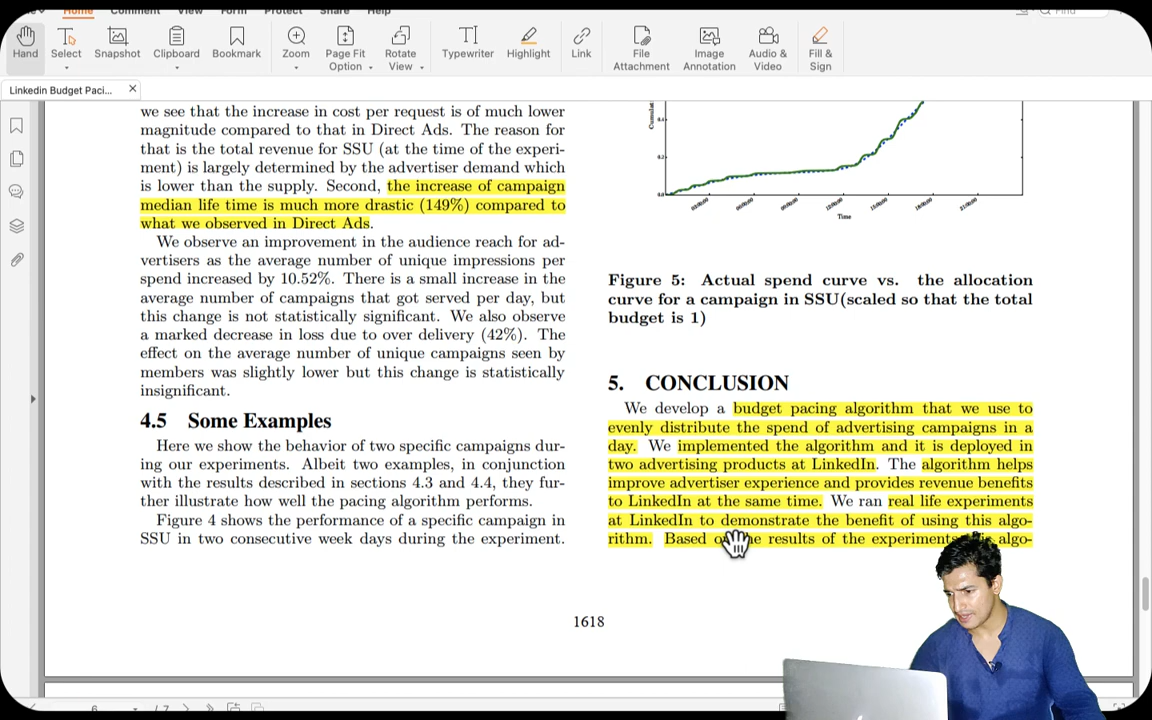 Home
Comment
View
Form
Protect
Share
Help
Find
Hand
Select
Snapshot
Clipboard
Bookmark
Zoom
Page Fit
Option
Rotate
View
Typewriter
Highlight
Link
File
Attachment
Image
Annotation
Audio &
Video
Fill &
Sign
Linkedin Budget Paci...
we see that the increase in cost per request is of much lower
magnitude compared to that in Direct Ads. The reason for
that is the total revenue for SSU (at the time of the experi-
ment) is largely determined by the advertiser demand which
is lower than the supply. Second, the increase of campaign
median life time is much more drastic (149%) compared to
what we observed in Direct Ads.
We observe an improvement in the audience reach for ad-
vertisers as the average number of unique impressions per
spend increased by 10.52%. There is a small increase in the
average number of campaigns that got served per day, but
this change is not statistically significant. We also observe
a marked decrease in loss due to over delivery (42%). The
effect on the average number of unique campaigns seen by
members was slightly lower but this change is statistically
insignificant.
4.5 Some Examples
Here we show the behavior of two specific campaigns dur-
ing our experiments. Albeit two examples, in conjunction
with the results described in sections 4.3 and 4.4, they fur-
ther illustrate how well the pacing algorithm performs.
Figure 4 shows the performance of a specific campaign in
SSU in two consecutive week days during the experiment.
0.2
0.0
Time
Figure 5: Actual spend curve vs. the allocation
curve for a campaign in SSU(scaled so that the total
budget is 1)
5. CONCLUSION
We develop a budget pacing algorithm that we use to
evenly distribute the spend of advertising campaigns in a
day. We implemented the algorithm and it is deployed in
two advertising products at LinkedIn. The algorithm helps
improve advertiser experience and provides revenue benefits
to LinkedIn at the same time. We ran real life experiments
at LinkedIn to demonstrate the benefit of using this algo-
rithm. Based results of the experiments algo-
1618